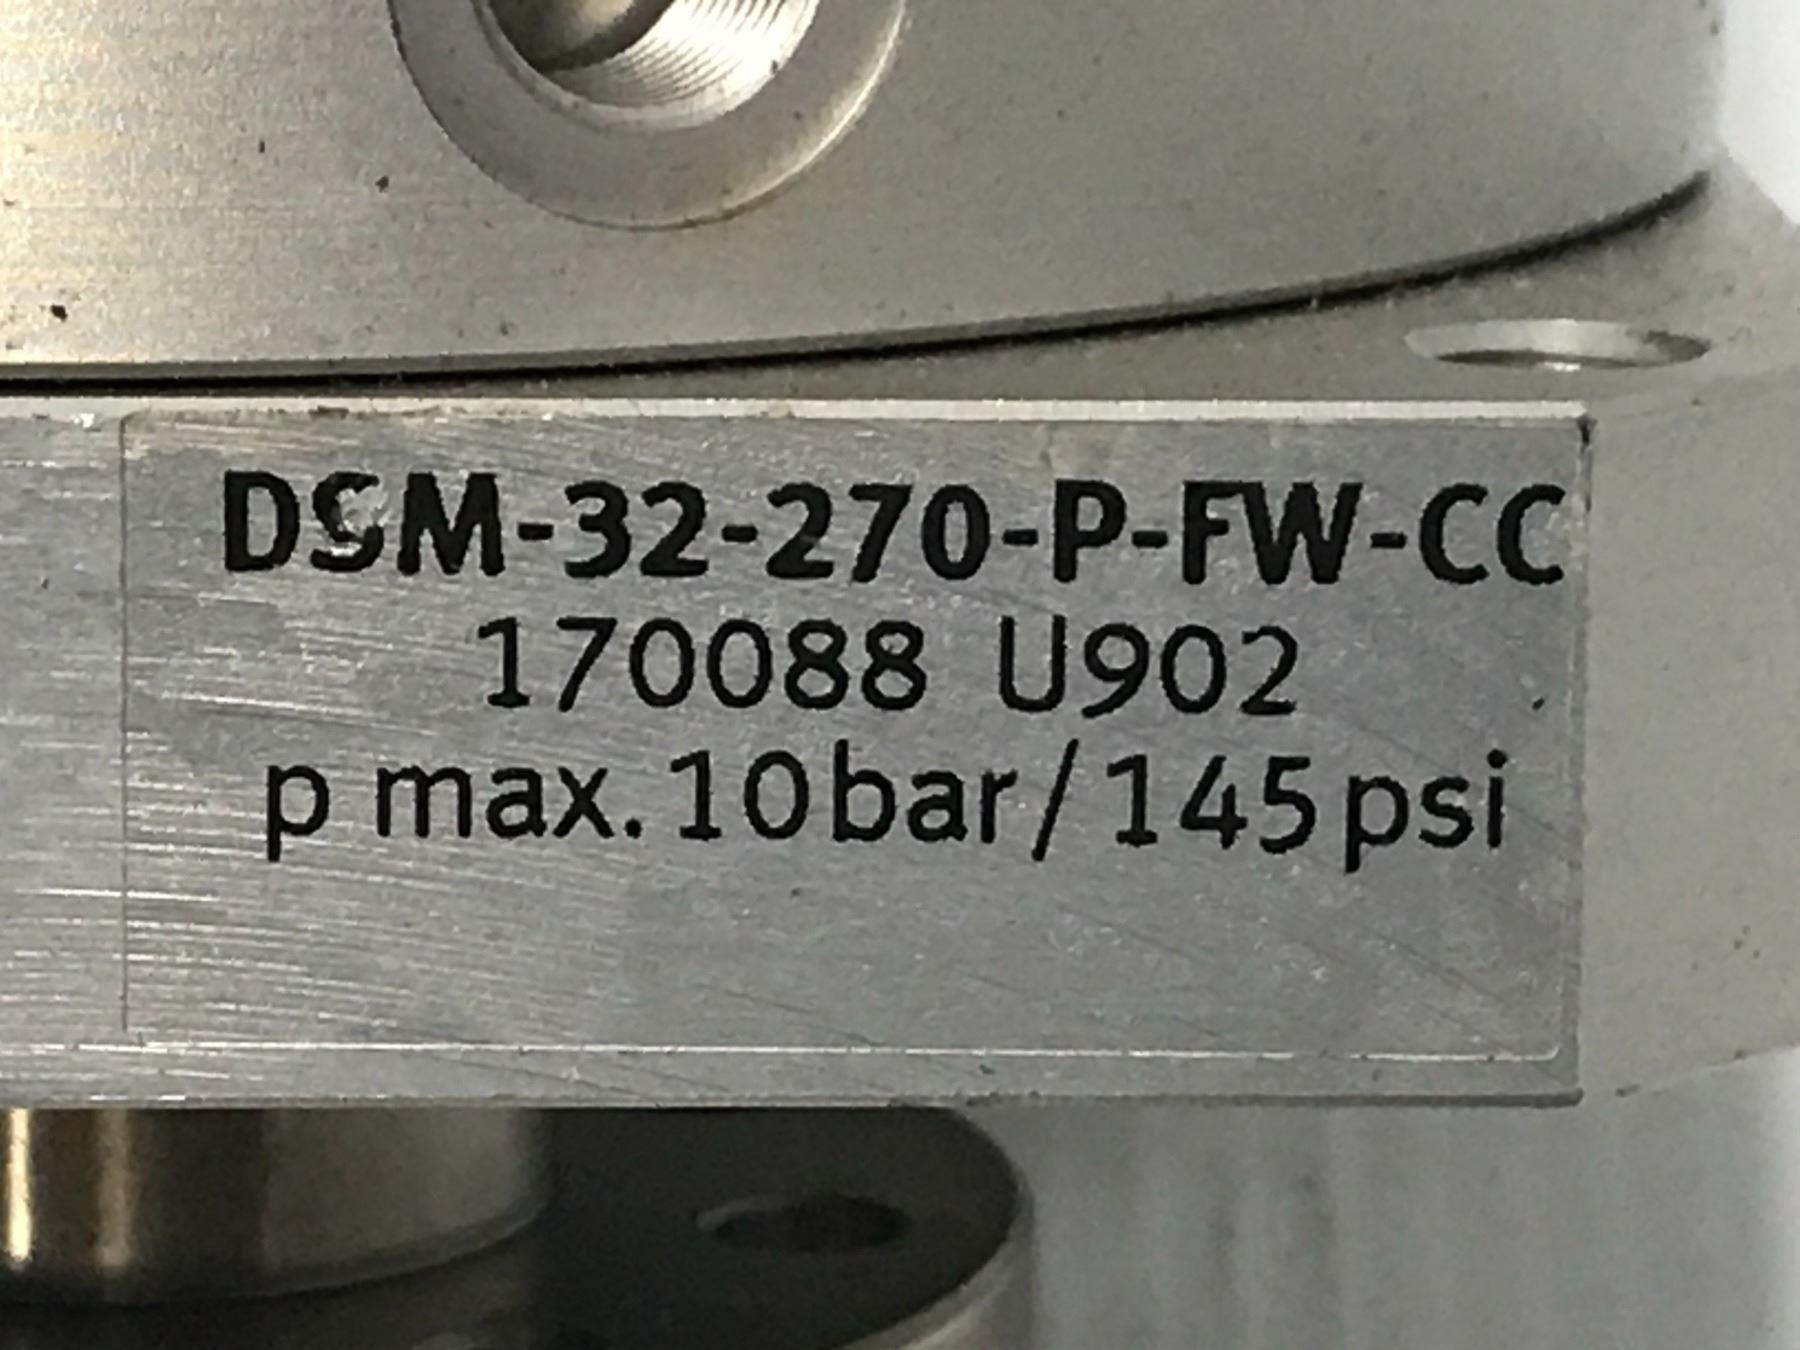 DSM-32-270-P-FW-CC
170088 U902
p max. 10bar/145psi